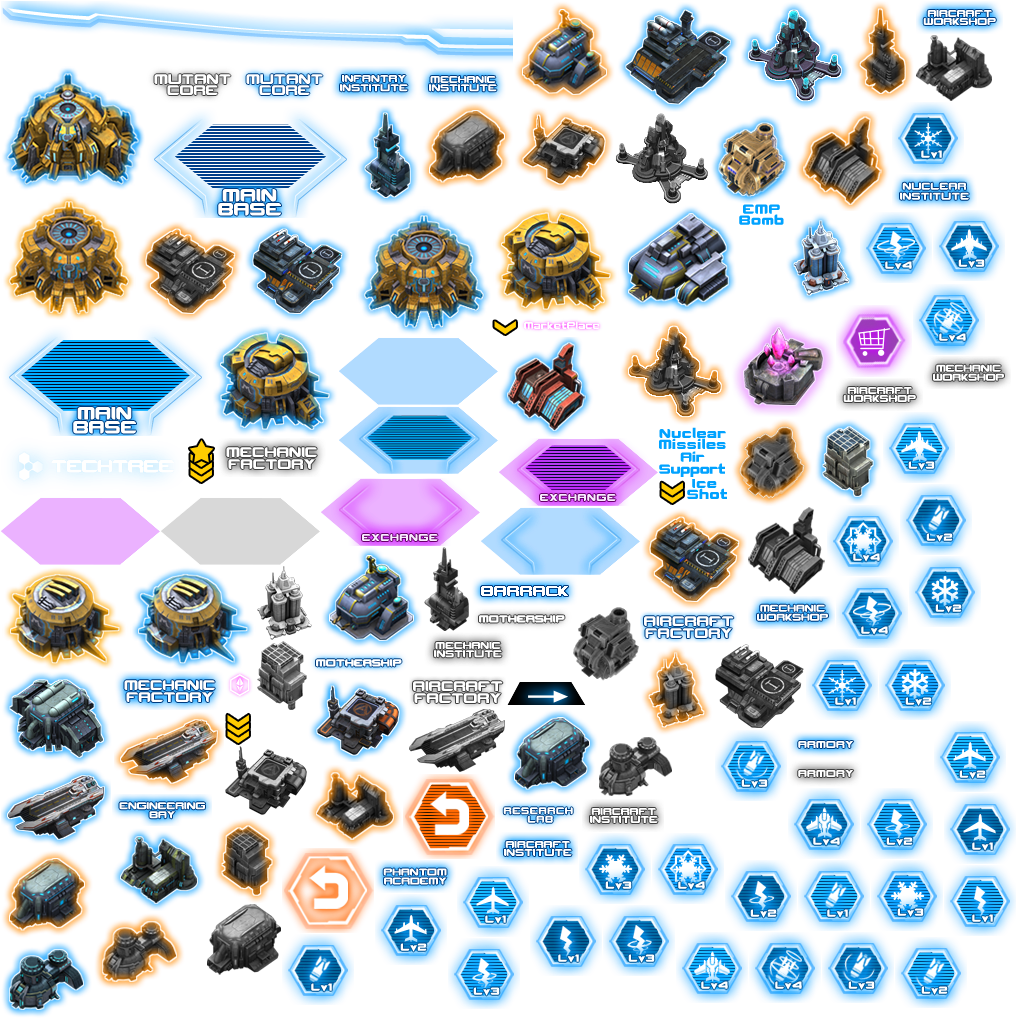 AIRCRAFT
WORKSHOP
MUTANT
CORE
MUTANT
CORE
INFANTRY
INSTITUTE
MECHANIC
INSTITUTE
Lv1
MAIN
BASE
NUCLEAR
INSTITUTE
EMP
Bomb
Lv4
Lv3
MarketPlace
Lv4
MECHANIC
WORKSHOP
AIRCRAFT
WORKSHOP
MAIN
BASE
TECHTREE
MECHANIC
FACTORY
Nuclear
Missiles
Air
Support
Ice
Shot
Lv3
EXCHANGE
EXCHANGE
Lv2
Lv4
BARRACK
MOTHERSHIP
MECHANIC
INSTITUTE
AIRCRAFT
FACTORY
MECHANIC
WORKSHOP
Lv4
Lv2
MOTHERSHIP
MECHANIC
FACTORY
AIRCRAFT
FACTORY
Lv1
Lv2
ARMORY
ARMORY
Lv3
Lv2
ENGINEERING
BAY
RESEARCH
LAB
AIRCRAFT
INSTITUTE
AIRCRAFT
INSTITUTE
Lv4
Lv2
Lv1
PHANTOM
ACADEMY
Lv3
Lv4
Lv1
Lv2
Lv1
Lv3
Lv1
Lv2
Lv1
Lv3
Lv1
Lv3
Lv4
Lv4
Lv3
Lv2